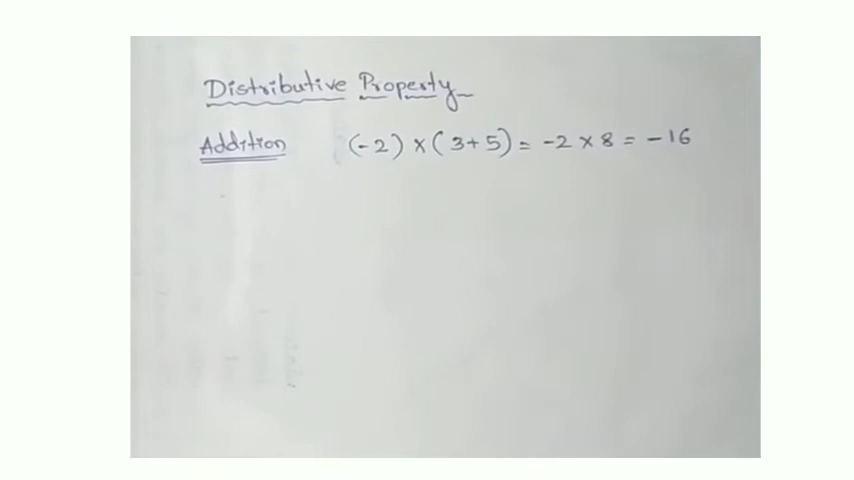 Distributive Property
Addition (-2) × (3+5) = -2 × 8 = -16